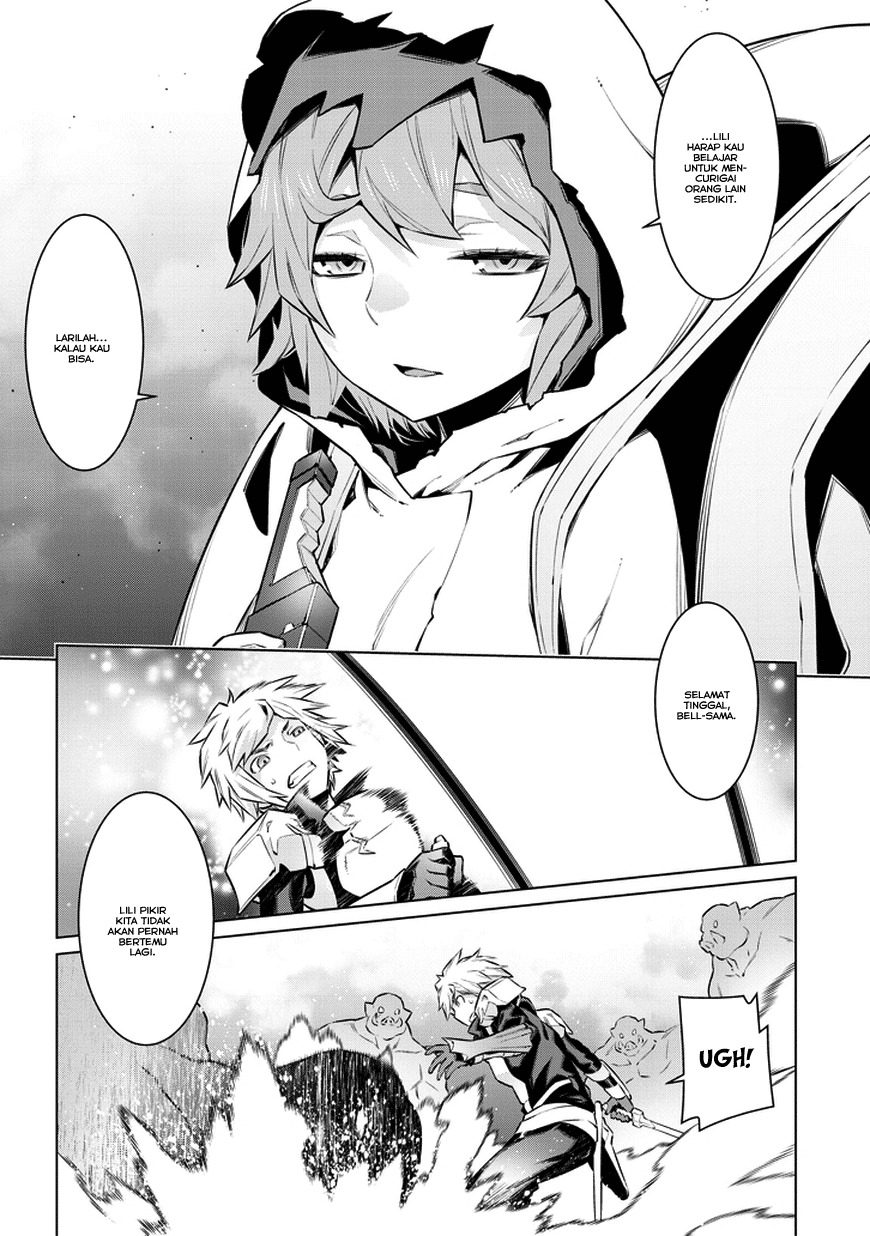 ...LILI
HARAP KAU
BELAJAR
UNTUK MEN-
CURIGAI
ORANG LAIN
SEDIKIT.
LARILAH...
KALAU KAU
BISA.
SELAMAT
TINGGAL,
BELL-SAMA.
LILI PIKIR
KITA TIDAK
AKAN PERNAH
BERTEMU
LAGI.
UGH!